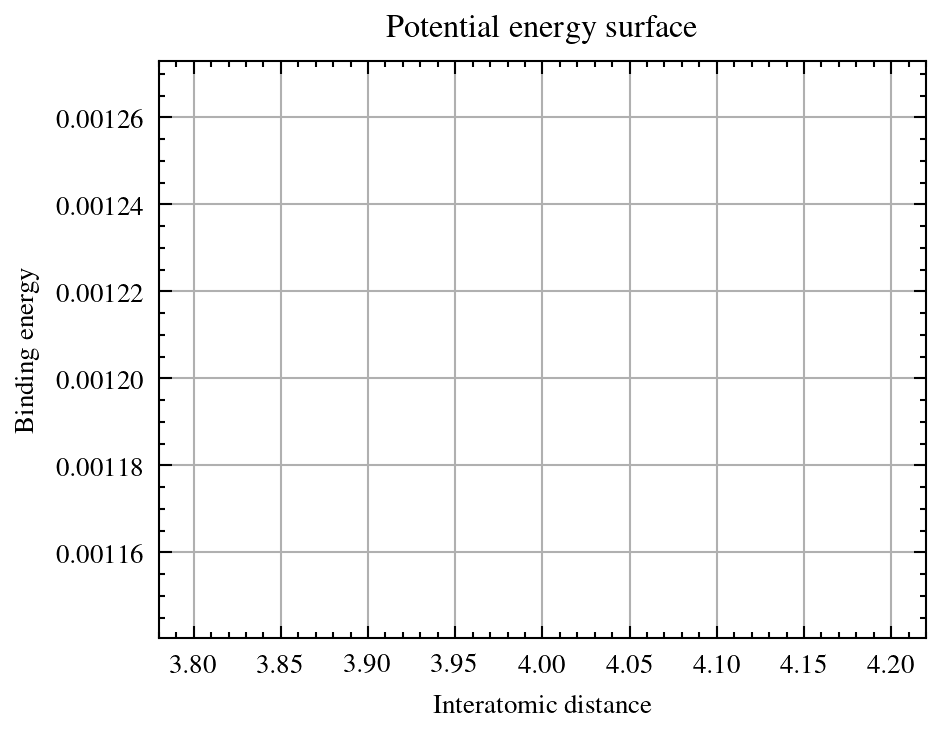 Potential energy surface
0.00126
0.00124
0.00122
0.00120
0.00118
0.00116
Binding energy
3.80 3.85 3.90 3.95 4.00 4.05 4.10 4.15 4.20
Interatomic distance